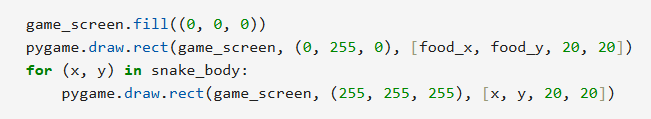 game_screen.fill((0, 0, 0))
pygame.draw.rect(game_screen, (0, 255, 0), [food_x, food_y, 20, 20])
for (x, y) in snake_body:
    pygame.draw.rect(game_screen, (255, 255, 255), [x, y, 20, 20])